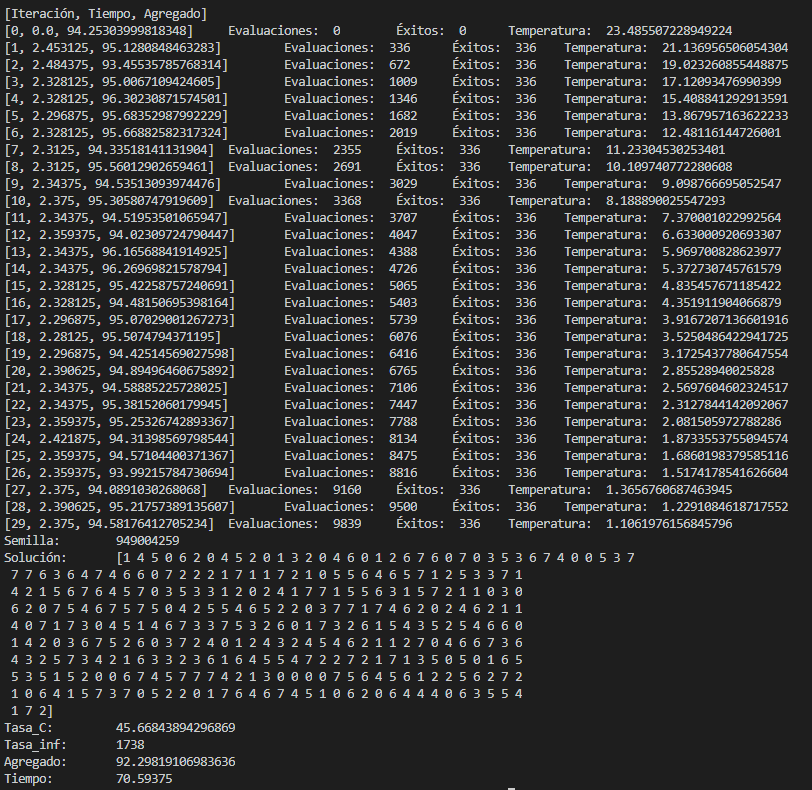 [Iteración, Tiempo, Agregado]
[0, 0.0, 94.25303999818348] Evaluaciones: 0 Éxitos: 0 Temperatura: 23.485507228949224
[1, 2.453125, 95.1280848463283] Evaluaciones: 336 Éxitos: 336 Temperatura: 21.136956506054304
[2, 2.484375, 93.45535785768314] Evaluaciones: 672 Éxitos: 336 Temperatura: 19.023260855448875
[3, 2.328125, 95.0067109424605] Evaluaciones: 1009 Éxitos: 336 Temperatura: 17.12093476990399
[4, 2.328125, 96.30230871574501] Evaluaciones: 1346 Éxitos: 336 Temperatura: 15.408841292913591
[5, 2.296875, 95.68352987992229] Evaluaciones: 1682 Éxitos: 336 Temperatura: 13.867957163622233
[6, 2.328125, 95.66882582317324] Evaluaciones: 2019 Éxitos: 336 Temperatura: 12.48116144726001
[7, 2.3125, 94.33518141131904] Evaluaciones: 2355 Éxitos: 336 Temperatura: 11.23304530253401
[8, 2.3125, 95.56012902659461] Evaluaciones: 2691 Éxitos: 336 Temperatura: 10.109740772280608
[9, 2.34375, 94.53513093974476] Evaluaciones: 3029 Éxitos: 336 Temperatura: 9.098766695052547
[10, 2.375, 95.30580747919609] Evaluaciones: 3368 Éxitos: 336 Temperatura: 8.188890025547293
[11, 2.34375, 94.51953501065947] Evaluaciones: 3707 Éxitos: 336 Temperatura: 7.370001022992564
[12, 2.359375, 94.02309724790447] Evaluaciones: 4047 Éxitos: 336 Temperatura: 6.633000920693307
[13, 2.34375, 96.16568841914925] Evaluaciones: 4388 Éxitos: 336 Temperatura: 5.969700828623977
[14, 2.34375, 96.26969821578794] Evaluaciones: 4726 Éxitos: 336 Temperatura: 5.372730745761579
[15, 2.328125, 95.42258757240691] Evaluaciones: 5065 Éxitos: 336 Temperatura: 4.835457671185422
[16, 2.328125, 94.48150695398164] Evaluaciones: 5403 Éxitos: 336 Temperatura: 4.351911904066879
[17, 2.296875, 95.07029001267273] Evaluaciones: 5739 Éxitos: 336 Temperatura: 3.9167207136601916
[18, 2.28125, 95.5074794371195] Evaluaciones: 6076 Éxitos: 336 Temperatura: 3.5250486422941725
[19, 2.296875, 94.42514569027598] Evaluaciones: 6416 Éxitos: 336 Temperatura: 3.1725437780647554
[20, 2.390625, 94.89496460675892] Evaluaciones: 6765 Éxitos: 336 Temperatura: 2.85528940025828
[21, 2.34375, 94.58885225728025] Evaluaciones: 7106 Éxitos: 336 Temperatura: 2.5697604602324517
[22, 2.34375, 95.38152060179945] Evaluaciones: 7447 Éxitos: 336 Temperatura: 2.3127844142092067
[23, 2.359375, 95.25326742893367] Evaluaciones: 7788 Éxitos: 336 Temperatura: 2.081505972788286
[24, 2.421875, 94.31398569798544] Evaluaciones: 8134 Éxitos: 336 Temperatura: 1.8733553755094574
[25, 2.359375, 94.57104400371367] Evaluaciones: 8475 Éxitos: 336 Temperatura: 1.6860198379585116
[26, 2.359375, 93.99215784730694] Evaluaciones: 8816 Éxitos: 336 Temperatura: 1.5174178541626604
[27, 2.375, 94.0891030268068] Evaluaciones: 9160 Éxitos: 336 Temperatura: 1.3656760687463945
[28, 2.390625, 95.21757389135607] Evaluaciones: 9500 Éxitos: 336 Temperatura: 1.2291084618717552
[29, 2.375, 94.58176412705234] Evaluaciones: 9839 Éxitos: 336 Temperatura: 1.1061976156845796
Semilla: 949004259
Solución: [1 4 5 0 6 2 0 4 5 2 0 1 3 2 0 4 6 0 1 2 6 7 6 0 7 0 3 5 3 6 7 4 0 0 5 3 7
7 7 6 3 6 4 7 4 6 6 0 7 2 2 2 1 7 1 1 7 2 1 0 5 5 6 4 6 5 7 1 2 5 3 3 7 1
4 2 1 5 6 7 6 4 5 7 0 3 5 3 3 1 2 0 2 4 1 7 7 1 5 5 6 3 1 5 7 2 1 1 0 3 0
6 2 0 7 5 4 6 7 5 7 5 0 4 2 5 5 4 6 5 2 2 0 3 7 7 1 7 4 6 2 0 2 4 6 2 1 1
4 0 7 1 7 3 0 4 5 1 4 6 7 3 3 7 5 3 2 6 0 1 7 3 2 6 1 5 4 3 5 2 5 4 6 6 0
1 4 2 0 3 6 7 5 2 6 0 3 7 2 4 0 1 2 4 3 2 4 5 4 6 2 1 1 2 7 0 4 6 6 7 3 6
4 3 2 5 7 3 4 2 1 6 3 3 2 3 6 1 6 4 5 5 4 7 2 2 7 2 1 7 1 3 5 0 5 0 1 6 5
5 3 5 1 5 2 0 0 6 7 4 5 7 7 7 4 2 1 3 0 0 0 0 7 5 6 4 5 6 1 2 2 5 6 2 7 2
1 0 6 4 1 5 7 3 7 0 5 2 2 0 1 7 6 4 6 7 4 5 1 0 6 2 0 6 4 4 4 0 6 3 5 5 4
1 7 2]
Tasa_C: 45.66843894296869
Tasa_inf: 1738
Agregado: 92.29819106983636
Tiempo: 70.59375